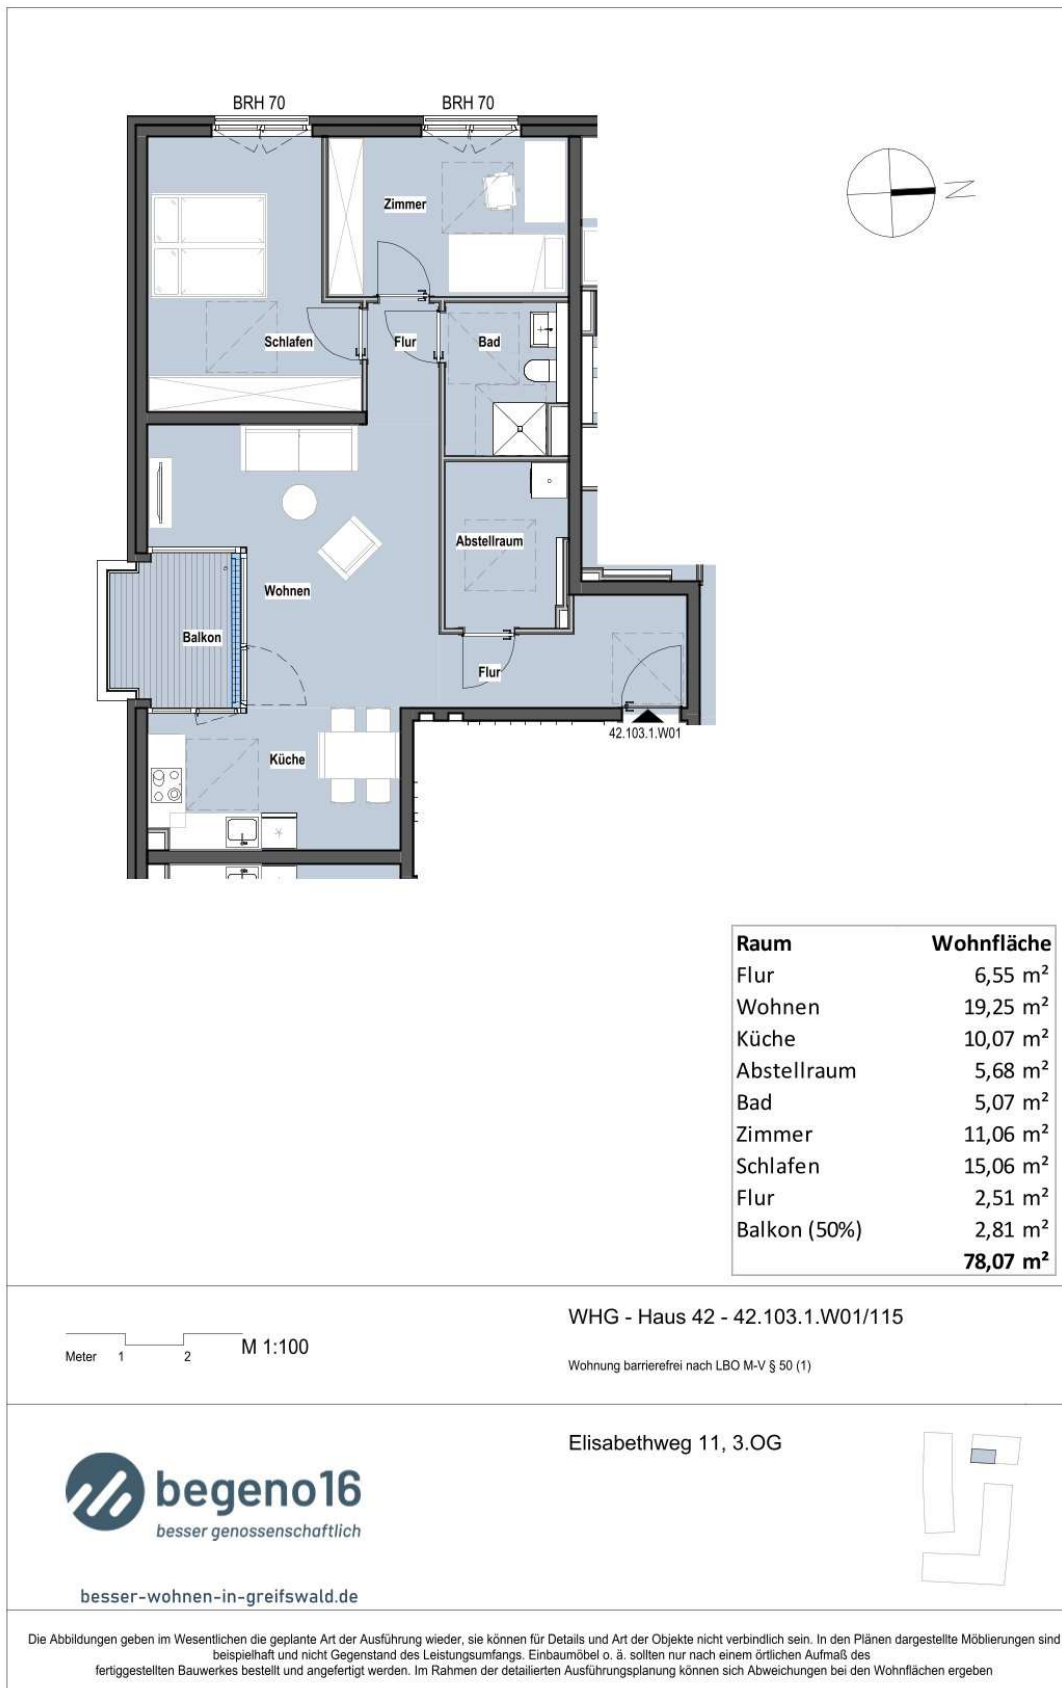 BRH 70 BRH 70
Zimmer
N
Schlafen Flur Bad
Abstellraum
Wohnen
Balkon
Flur
42.103.1.W01
Küche
Raum Wohnfläche
Flur 6,55 m²
Wohnen 19,25 m²
Küche 10,07 m²
Abstellraum 5,68 m²
Bad 5,07 m²
Zimmer 11,06 m²
Schlafen 15,06 m²
Flur 2,51 m²
Balkon (50%) 2,81 m²
78,07 m²
Meter 1 2 M 1:100
WHG - Haus 42 - 42.103.1.W01/115
Wohnung barrierefrei nach LBO M-V § 50 (1)
Elisabethweg 11, 3.OG
begeno16
besser genossenschaftlich
besser-wohnen-in-greifswald.de
Die Abbildungen geben im Wesentlichen die geplante Art der Ausführung wieder, sie können für Details und Art der Objekte nicht verbindlich sein. In den Plänen dargestellte Möblierungen sind
beispielhaft und nicht Gegenstand des Leistungsumfangs. Einbaumöbel o. ä. sollten nur nach einem örtlichen Aufmaß des
fertiggestellten Bauwerkes bestellt und angefertigt werden. Im Rahmen der detailierten Ausführungsplanung können sich Abweichungen bei den Wohnflächen ergeben